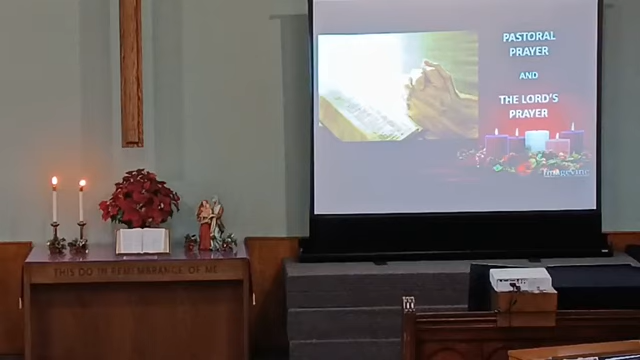 PASTORAL
PRAYER
AND
THE LORD'S
PRAYER
THIS DO IN REMEMBRANCE OF ME